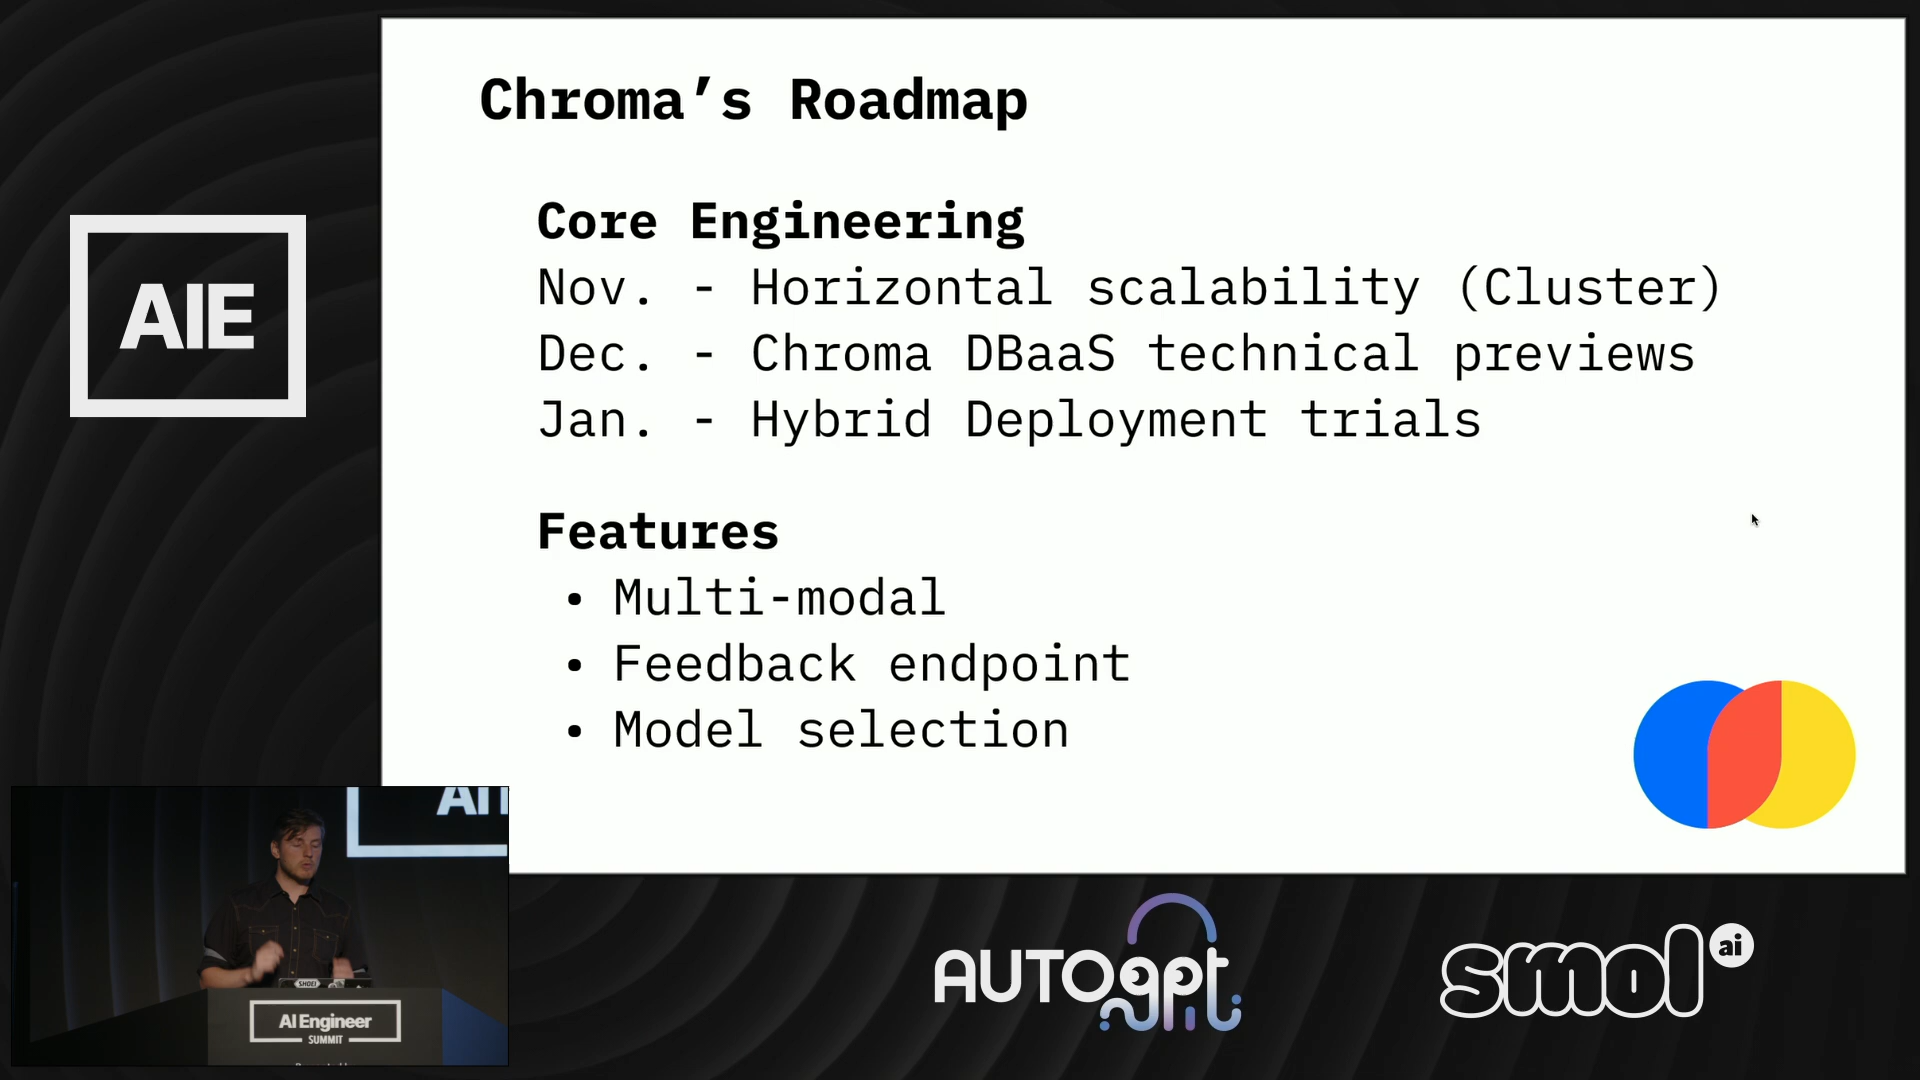 Chroma’s Roadmap
Core Engineering
Nov. - Horizontal scalability (Cluster)
Dec. - Chroma DBaaS technical previews
Jan. - Hybrid Deployment trials
Features
• Multi-modal
• Feedback endpoint
• Model selection
AIE
SHOEI
AI Engineer
SUMMIT
AUTOgpt
smol ai